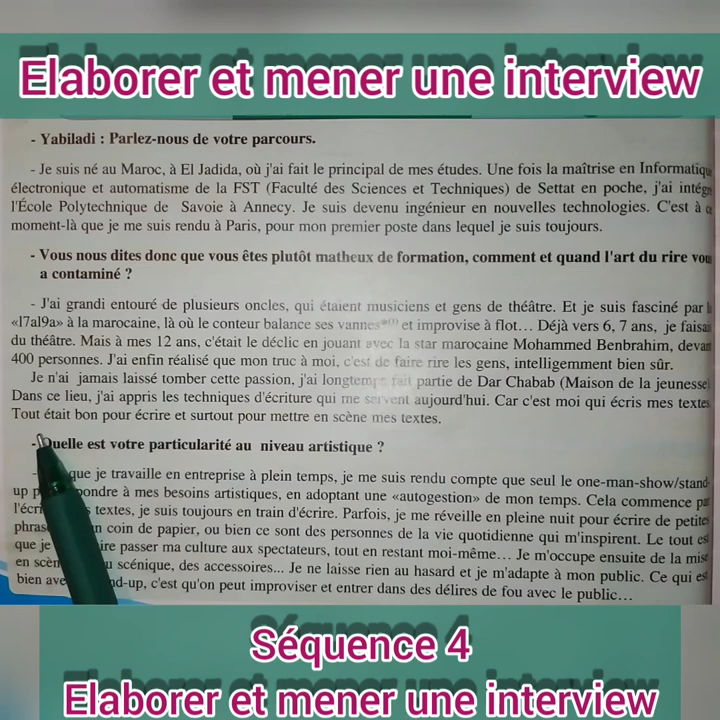 Elaborer et mener une interview
- Yabiladi : Parlez-nous de votre parcours.
- Je suis né au Maroc, à El Jadida, où j'ai fait le principal de mes études. Une fois la maîtrise en Informatique
électronique et automatisme de la FST (Faculté des Sciences et Techniques) de Settat en poche, j'ai intégré
l'École Polytechnique de Savoie à Annecy. Je suis devenu ingénieur en nouvelles technologies. C'est à
moment-là que je me suis rendu à Paris, pour mon premier poste dans lequel je suis toujours.
- Vous nous dites donc que vous êtes plutôt matheux de formation, comment et quand l'art du rire vous
a contaminé ?
- J'ai grandi entouré de plusieurs oncles, qui étaient musiciens et gens de théâtre. Et je suis fasciné par
«l7al9a» à la marocaine, là où le conteur balance ses vannes*(1) et improvise à flot… Déjà vers 6, 7 ans, je faisais
du théâtre. Mais à mes 12 ans, c'était le déclic en jouant avec la star marocaine Mohammed Benbrahim, devant
400 personnes. J'ai enfin réalisé que mon truc à moi, c'est de faire rire les gens, intelligemment bien sûr.
Je n'ai jamais laissé tomber cette passion, j'ai longtemps fait partie de Dar Chabab (Maison de la jeunesse)
Dans ce lieu, j'ai appris les techniques d'écriture qui me servent aujourd'hui. Car c'est moi qui écris mes textes
Tout était bon pour écrire et surtout pour mettre en scène mes textes.
- Quelle est votre particularité au niveau artistique ?
que je travaille en entreprise à plein temps, je me suis rendu compte que seul le one-man-show/stand-
up pondre à mes besoins artistiques, en adoptant une «autogestion» de mon temps. Cela commence par
l'écri textes, je suis toujours en train d'écrire. Parfois, je me réveille en pleine nuit pour écrire de petites
phras coin de papier, ou bien ce sont des personnes de la vie quotidienne qui m'inspirent. Le tout est
que je ire passer ma culture aux spectateurs, tout en restant moi-même… Je m'occupe ensuite de la mise
en scèn scénique, des accessoires... Je ne laisse rien au hasard et je m'adapte à mon public. Ce qui est
bien ave nd-up, c'est qu'on peut improviser et entrer dans des délires de fou avec le public…
Séquence 4
Elaborer et mener une interview